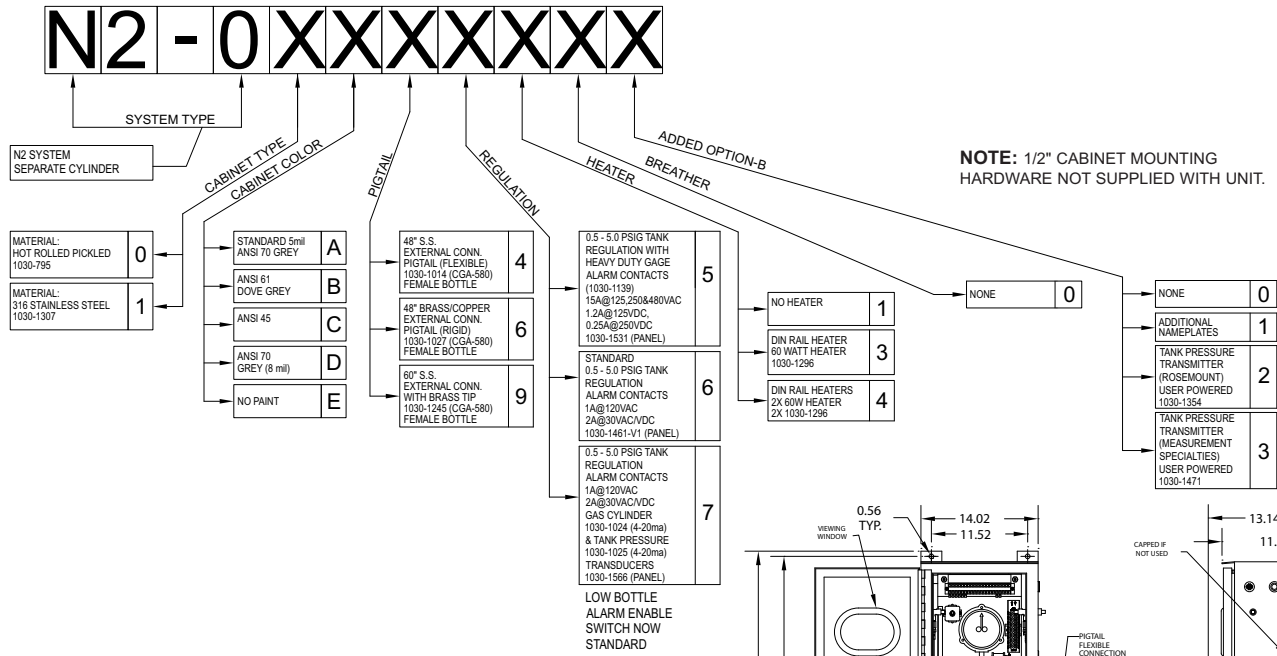 N2-0XXXXXXX
SYSTEM TYPE
N2 SYSTEM
SEPARATE CYLINDER
CABINET TYPE
CABINET COLOR
PIGTAIL
REGULATION
HEATER
BREATHER
ADDED OPTION-B
NOTE: 1/2" CABINET MOUNTING
HARDWARE NOT SUPPLIED WITH UNIT.
MATERIAL:
HOT ROLLED PICKLED
1030-795
0
MATERIAL:
316 STAINLESS STEEL
1030-1307
1
STANDARD 5mil
ANSI 70 GREY
A
ANSI 61
DOVE GREY
B
ANSI 45
C
ANSI 70
GREY (8 mil)
D
NO PAINT
E
48" S.S.
EXTERNAL CONN.
PIGTAIL (FLEXIBLE)
1030-1014 (CGA-580)
FEMALE BOTTLE
4
48" BRASS/COPPER
EXTERNAL CONN.
PIGTAIL (RIGID)
1030-1027 (CGA-580)
FEMALE BOTTLE
6
60" S.S.
EXTERNAL CONN.
WITH BRASS TIP
1030-1245 (CGA-580)
FEMALE BOTTLE
9
0.5 - 5.0 PSIG TANK
REGULATION WITH
HEAVY DUTY GAGE
ALARM CONTACTS
(1030-1139)
15A@125,250&480VAC
1.2A@125VDC,
0.25A@250VDC
1030-1531 (PANEL)
5
STANDARD
0.5 - 5.0 PSIG TANK
REGULATION
ALARM CONTACTS
1A@120VAC
2A@30VAC/VDC
1030-1461-V1 (PANEL)
6
0.5 - 5.0 PSIG TANK
REGULATION
ALARM CONTACTS
1A@120VAC
2A@30VAC/VDC
GAS CYLINDER
1030-1024 (4-20ma)
& TANK PRESSURE
1030-1025 (4-20ma)
TRANSDUCERS
1030-1566 (PANEL)
7
LOW BOTTLE
ALARM ENABLE
SWITCH NOW
STANDARD
NO HEATER
1
DIN RAIL HEATER
60 WATT HEATER
1030-1296
3
DIN RAIL HEATERS
2X 60W HEATER
2X 1030-1296
4
NONE
0
NONE
0
ADDITIONAL
NAMEPLATES
1
TANK PRESSURE
TRANSMITTER
(ROSEMOUNT)
USER POWERED
1030-1354
2
TANK PRESSURE
TRANSMITTER
(MEASUREMENT
SPECIALTIES)
USER POWERED
1030-1471
3
0.56
TYP.
14.02
11.52
VIEWING
WINDOW
PIGTAIL
FLEXIBLE
CONNECTION
13.14
11.
CAPPED IF
NOT USED